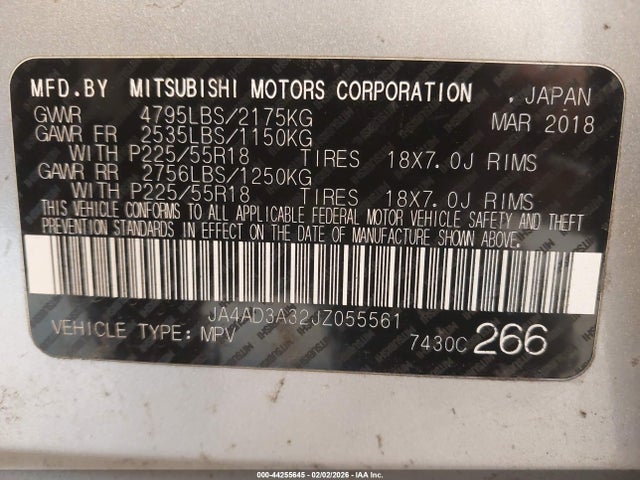 MFD.BY MITSUBISHI MOTORS CORPORATION , JAPAN
GWWR 4795LBS/2175KG MAR 2018
GAWR FR 2535LBS/1150KG
WITH P225/55R18 TIRES 18X7.0J RIMS
GAWR RR 2756LBS/1250KG
WITH P225/55R18 TIRES 18X7.0J RIMS
THIS VEHICLE CONFORMS TO ALL APPLICABLE FEDERAL MOTOR VEHICLE SAFETY AND THEFT
PREVENTION STANDARDS IN EFFECT ON THE DATE OF MANUFACTURE SHOWN ABOVE.
JA4AD3A32JZ055561
VEHICLE TYPE: MPV 7430C 266
000-44255645 - 02/02/2026 - IAA Inc.